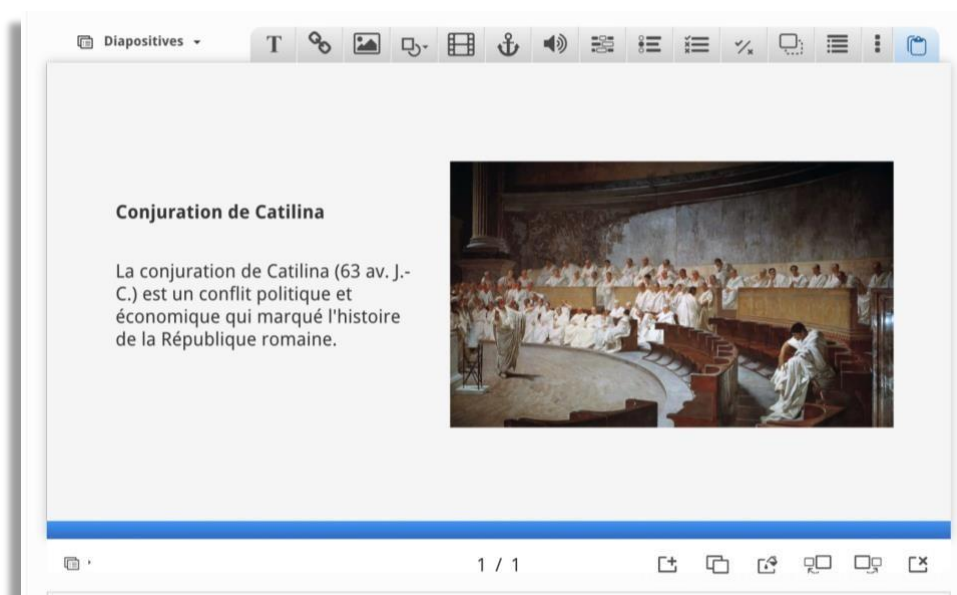 Diapositives
T
Conjuration de Catilina
La conjuration de Catilina (63 av. J.-
C.) est un conflit politique et
économique qui marqué l'histoire
de la République romaine.
1 / 1